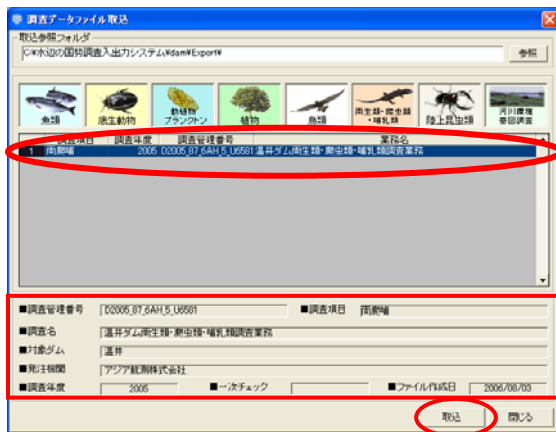 調査データファイル取込
取込参照フォルダ
C:¥水辺の国勢調査入出力システム¥dam¥Export¥
参照
魚類
底生動物
動植物プランクトン
植物
鳥類
両生類・爬虫類・哺乳類
陸上昆虫類
河川環境基図調査
調査項目 調査年度 調査管理番号 業務名
1 両爬哺 2005 D2005_87_6AH_5_U6581 温井ダム両生類・爬虫類・哺乳類調査業務
■調査管理番号 D2005_87_6AH_5_U6581 ■調査項目 両爬哺
■調査名 温井ダム両生類・爬虫類・哺乳類調査業務
■対象ダム 温井
■発注機関 アジア航測株式会社
■調査年度 2005 ■一次チェック ■ファイル作成日 2006/08/03
取込 閉じる